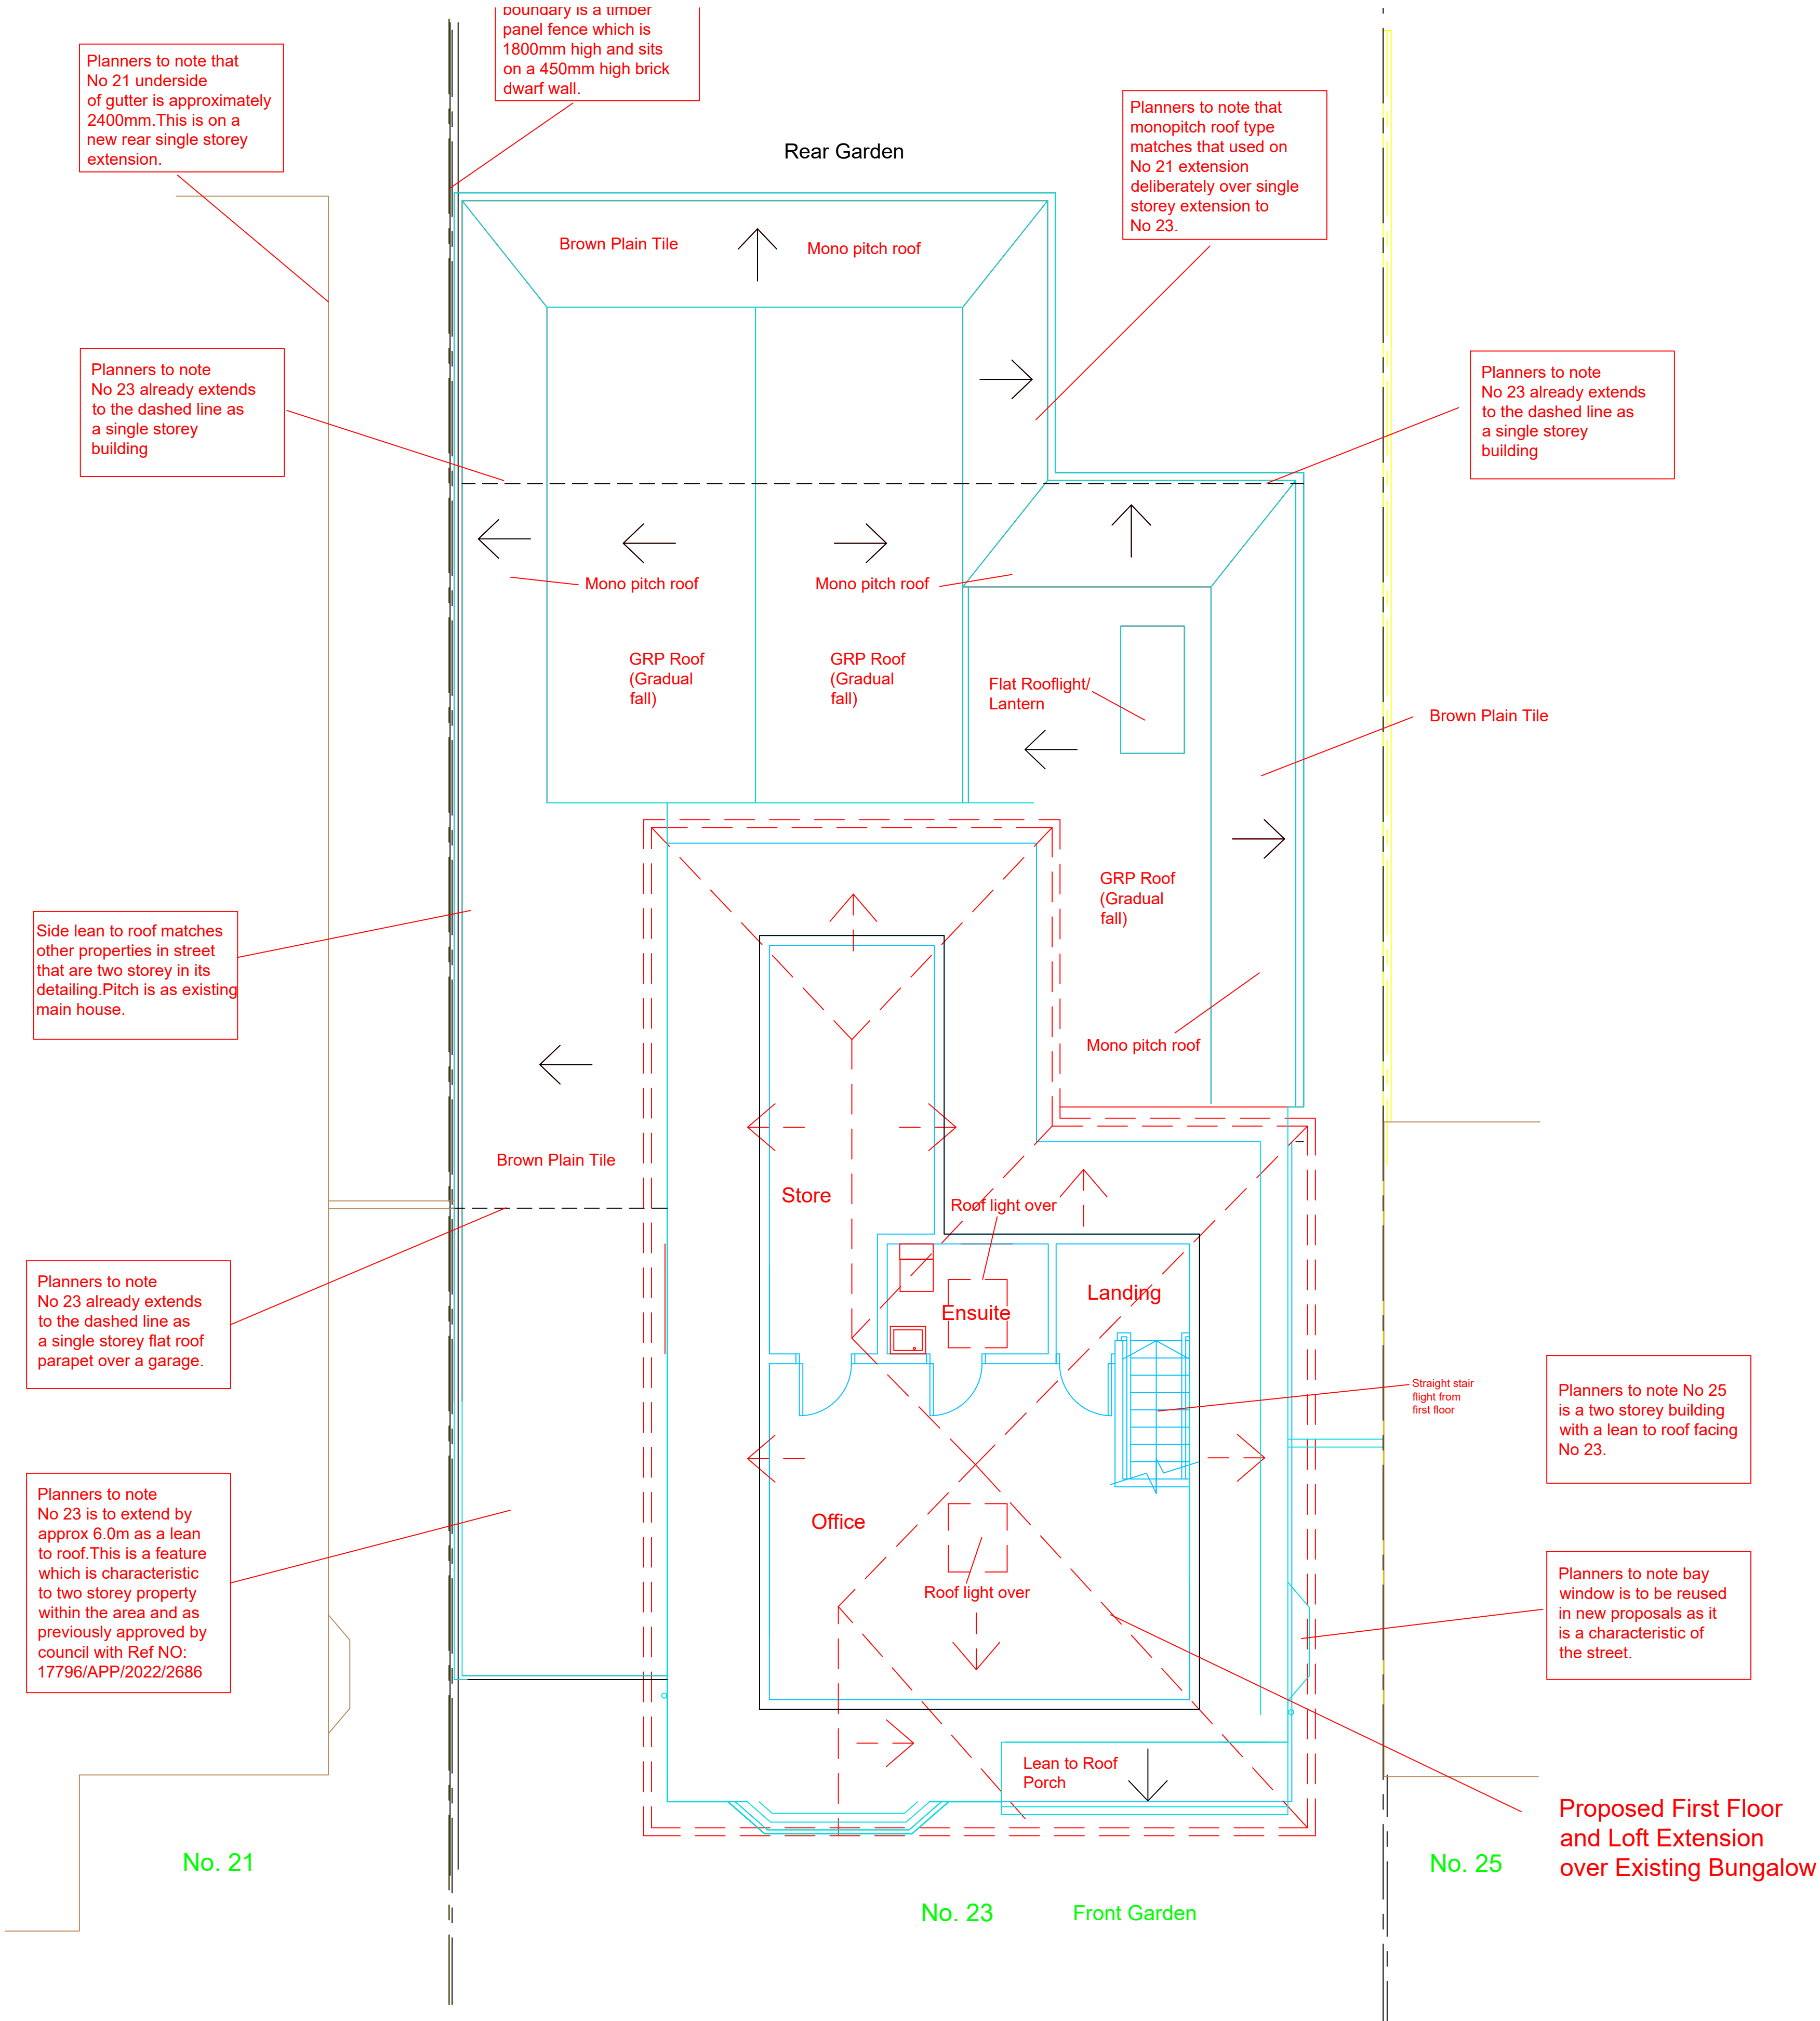 boundary is a timber
panel fence which is
1800mm high and sits
on a 450mm high brick
dwarf wall.
Planners to note that
No 21 underside
of gutter is approximately
2400mm.This is on a
new rear single storey
extension.
Rear Garden
Planners to note that
monopitch roof type
matches that used on
No 21 extension
deliberately over single
storey extension to
No 23.
Brown Plain Tile
Mono pitch roof
Planners to note
No 23 already extends
to the dashed line as
a single storey
building
Planners to note
No 23 already extends
to the dashed line as
a single storey
building
Mono pitch roof
Mono pitch roof
GRP Roof
(Gradual
fall)
GRP Roof
(Gradual
fall)
Flat Rooflight/
Lantern
Brown Plain Tile
GRP Roof
(Gradual
fall)
Side lean to roof matches
other properties in street
that are two storey in its
detailing.Pitch is as existing
main house.
Mono pitch roof
Brown Plain Tile
Store
Roof light over
Planners to note
No 23 already extends
to the dashed line as
a single storey flat roof
parapet over a garage.
Ensuite
Landing
Straight stair
flight from
first floor
Planners to note No 25
is a two storey building
with a lean to roof facing
No 23.
Planners to note
No 23 is to extend by
approx 6.0m as a lean
to roof.This is a feature
which is characteristic
to two storey property
within the area and as
previously approved by
council with Ref NO:
17796/APP/2022/2686
Office
Roof light over
Planners to note bay
window is to be reused
in new proposals as it
is a characteristic of
the street.
Lean to Roof
Porch
Proposed First Floor
and Loft Extension
over Existing Bungalow
No. 21
No. 25
No. 23
Front Garden